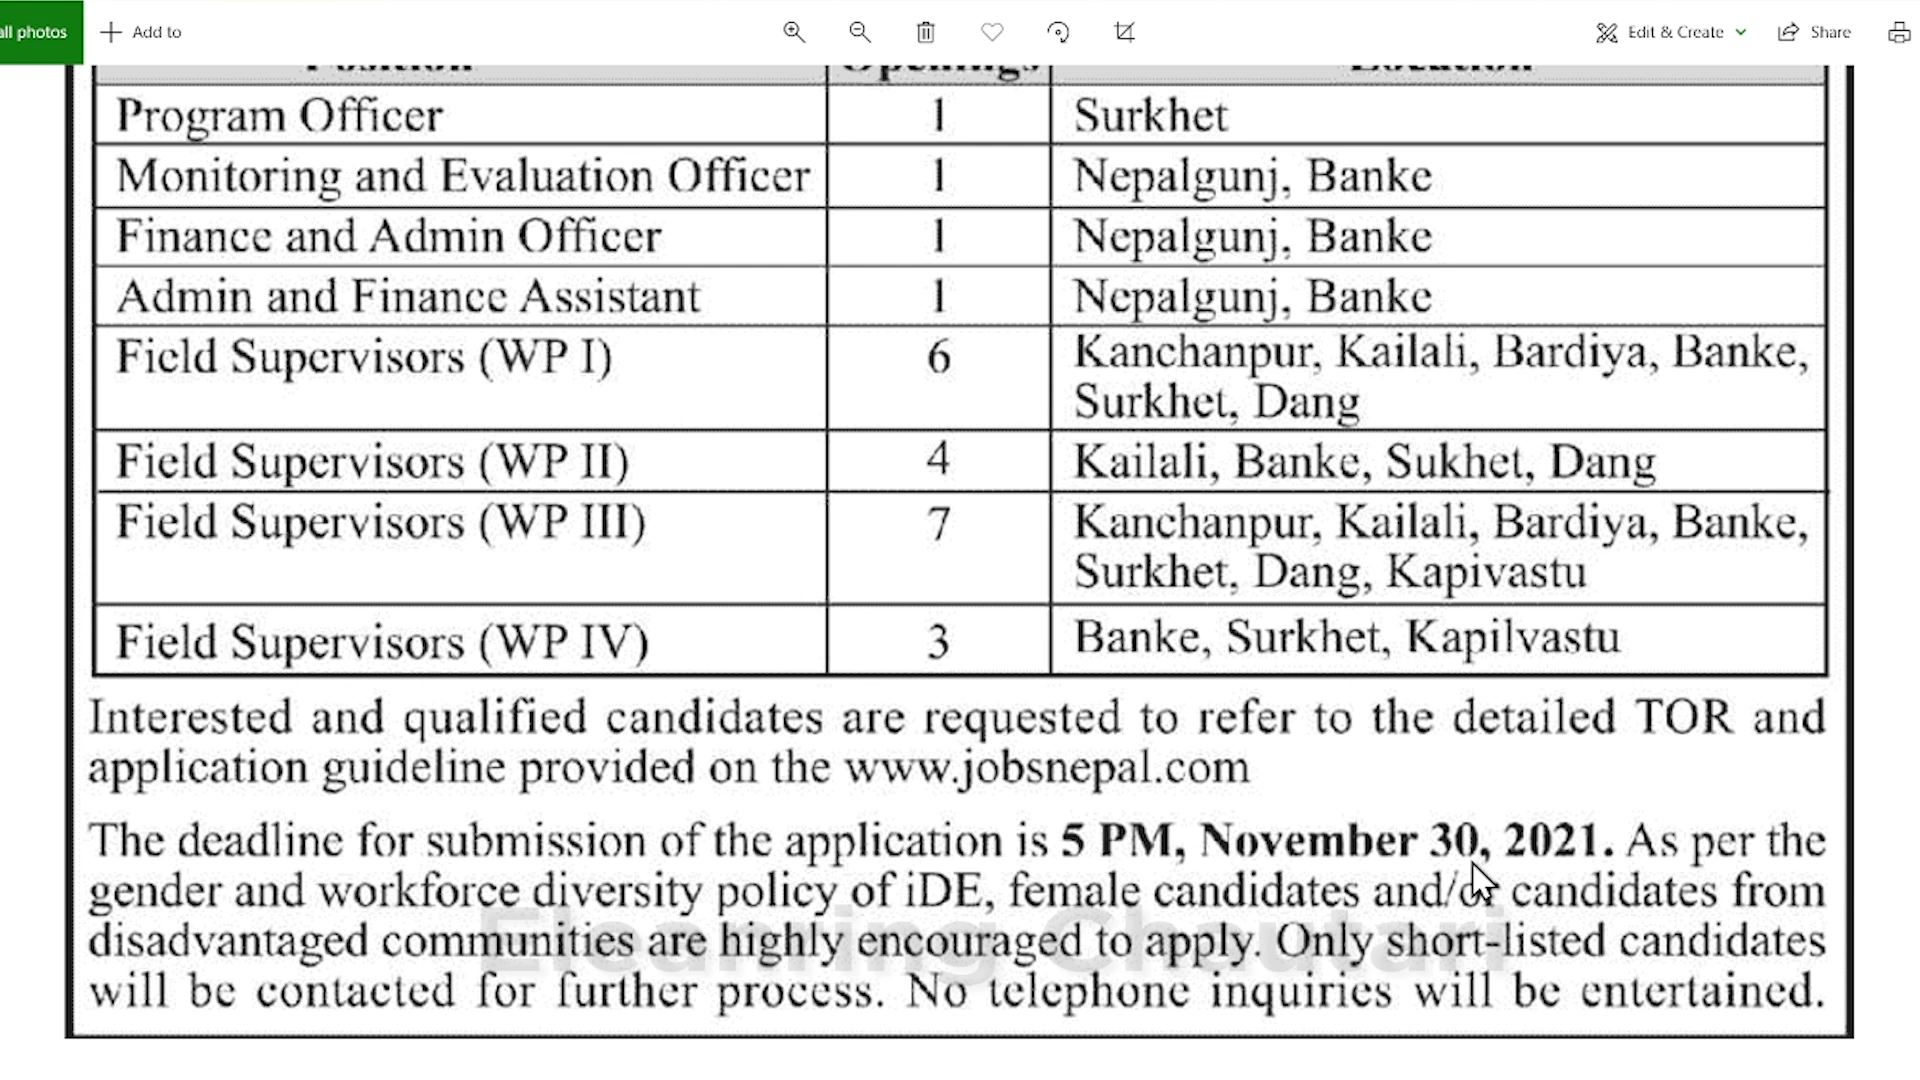 all photos
Add to
Edit & Create
Share
Position Openings Location
Program Officer 1 Surkhet
Monitoring and Evaluation Officer 1 Nepalgunj, Banke
Finance and Admin Officer 1 Nepalgunj, Banke
Admin and Finance Assistant 1 Nepalgunj, Banke
Field Supervisors (WP I) 6 Kanchanpur, Kailali, Bardiya, Banke,
Surkhet, Dang
Field Supervisors (WP II) 4 Kailali, Banke, Sukhet, Dang
Field Supervisors (WP III) 7 Kanchanpur, Kailali, Bardiya, Banke,
Surkhet, Dang, Kapivastu
Field Supervisors (WP IV) 3 Banke, Surkhet, Kapilvastu
Interested and qualified candidates are requested to refer to the detailed TOR and
application guideline provided on the www.jobsnepal.com
The deadline for submission of the application is 5 PM, November 30, 2021. As per the
gender and workforce diversity policy of iDE, female candidates and/or candidates from
disadvantaged communities are highly encouraged to apply. Only short-listed candidates
will be contacted for further process. No telephone inquiries will be entertained.
Eleanring Chautari